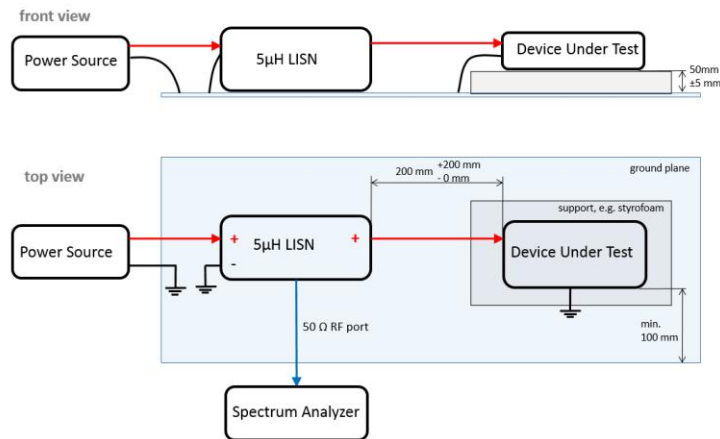 front view
Power Source
5µH LISN
Device Under Test
50mm
±5 mm
top view
ground plane
200 mm +200 mm
- 0 mm
support, e.g. styrofoam
Power Source
+
5µH LISN
+
-
Device Under Test
50 Ω RF port
min.
100 mm
Spectrum Analyzer